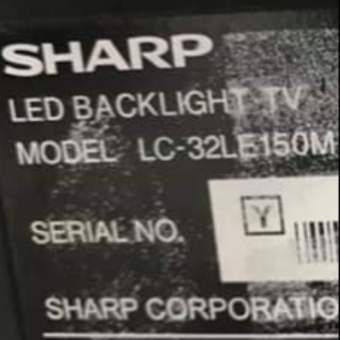 SHARP
LED BACKLIGHT TV
MODEL LC-32LE150M
SERIAL NO.
Y
SHARP CORPORATIO